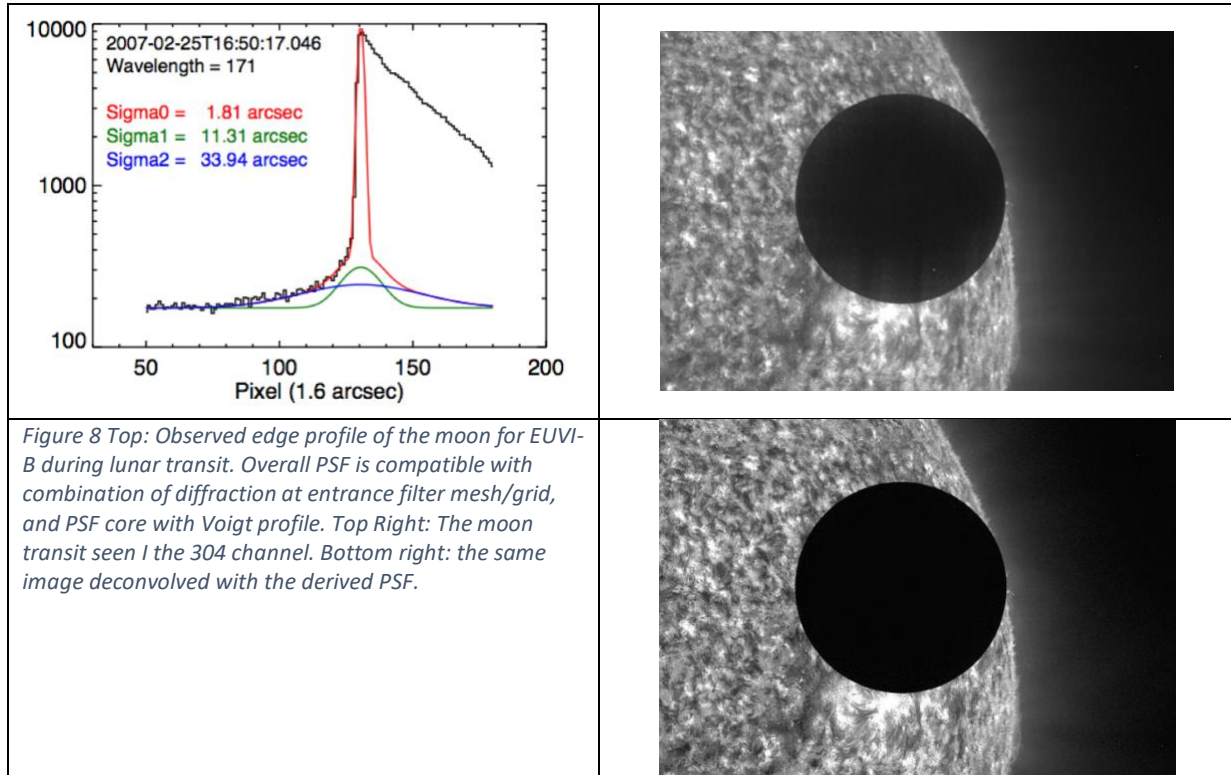 10000
2007-02-25T16:50:17.046
Wavelength = 171
Sigma0 = 1.81 arcsec
Sigma1 = 11.31 arcsec
Sigma2 = 33.94 arcsec
1000
100
50 100 150 200
Pixel (1.6 arcsec)
Figure 8 Top: Observed edge profile of the moon for EUVI-
B during lunar transit. Overall PSF is compatible with
combination of diffraction at entrance filter mesh/grid,
and PSF core with Voigt profile. Top Right: The moon
transit seen I the 304 channel. Bottom right: the same
image deconvolved with the derived PSF.